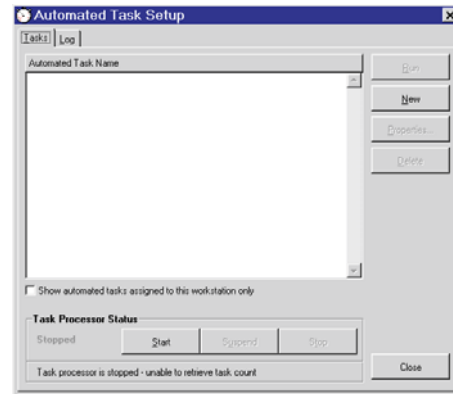 Automated Task Setup
Tasks Log
Automated Task Name
Run
New
Properties...
Delete
Show automated tasks assigned to this workstation only
Task Processor Status
Stopped Start Suspend Stop
Task processor is stopped - unable to retrieve task count
Close